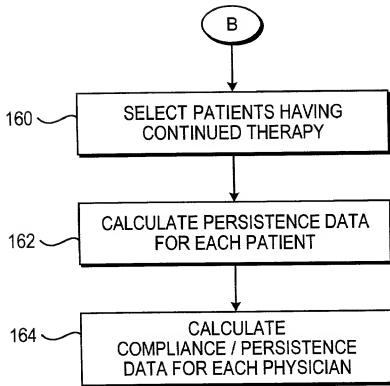 B
160
SELECT PATIENTS HAVING
CONTINUED THERAPY
162
CALCULATE PERSISTENCE DATA
FOR EACH PATIENT
164
CALCULATE
COMPLIANCE / PERSISTENCE
DATA FOR EACH PHYSICIAN